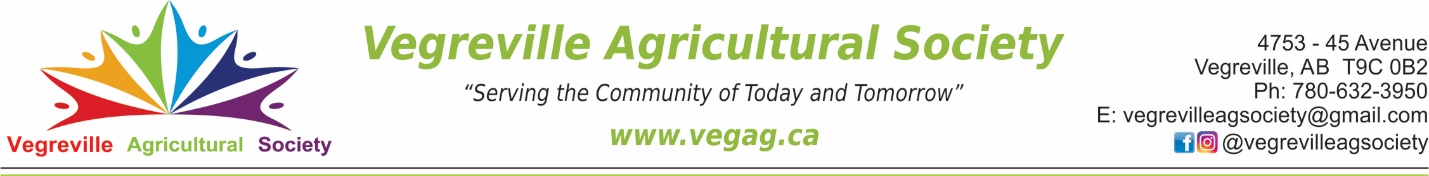 Vegreville Agricultural Society
Vegreville Agricultural Society
“Serving the Community of Today and Tomorrow”
www.vegag.ca
4753 - 45 Avenue
Vegreville, AB T9C 0B2
Ph: 780-632-3950
E: vegrevilleagsociety@gmail.com
@vegrevilleagsociety